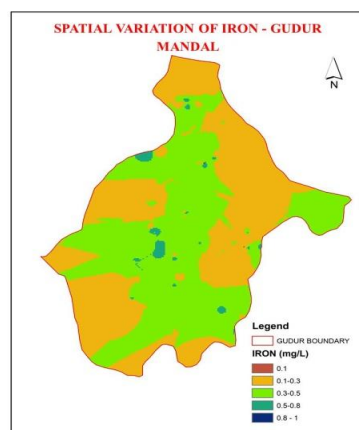 SPATIAL VARIATION OF IRON - GUDUR
MANDAL
N
Legend
GUDUR BOUNDARY
IRON (mg/L)
0.1
0.1-0.3
0.3-0.5
0.5-0.8
0.8 - 1